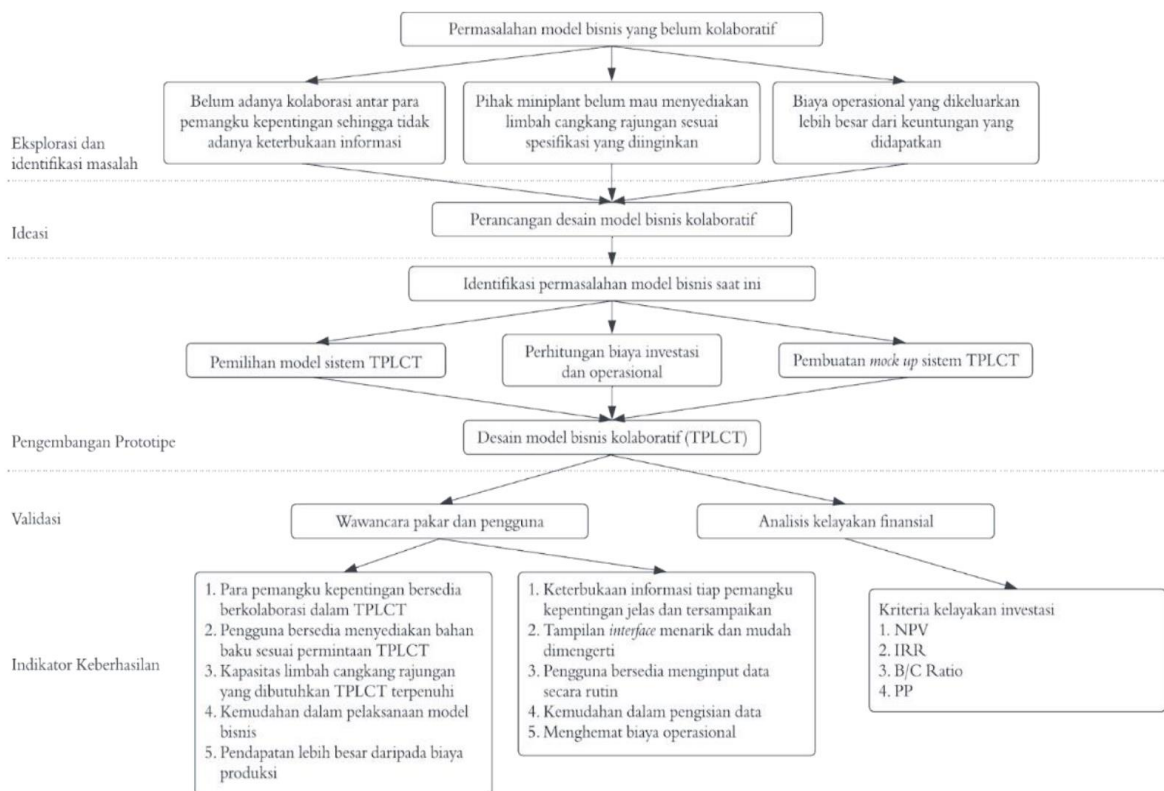 Permasalahan model bisnis yang belum kolaboratif
Belum adanya kolaborasi antar para
pemangku kepentingan sehingga tidak
adanya keterbukaan informasi
Pihak miniplant belum mau menyediakan
limbah cangkang rajungan sesuai
spesifikasi yang diinginkan
Biaya operasional yang dikeluarkan
lebih besar dari keuntungan yang
didapatkan
Eksplorasi dan
identifikasi masalah
Perancangan desain model bisnis kolaboratif
Ideasi
Identifikasi permasalahan model bisnis saat ini
Pemilihan model sistem TPLCT
Perhitungan biaya investasi
dan operasional
Pembuatan mock up sistem TPLCT
Pengembangan Prototipe
Desain model bisnis kolaboratif (TPLCT)
Validasi
Wawancara pakar dan pengguna
Analisis kelayakan finansial
Indikator Keberhasilan
1. Para pemangku kepentingan bersedia
berkolaborasi dalam TPLCT
2. Pengguna bersedia menyediakan bahan
baku sesuai permintaan TPLCT
3. Kapasitas limbah cangkang rajungan
yang dibutuhkan TPLCT terpenuhi
4. Kemudahan dalam pelaksanaan model
bisnis
5. Pendapatan lebih besar daripada biaya
produksi
1. Keterbukaan informasi tiap pemangku
kepentingan jelas dan tersampaikan
2. Tampilan interface menarik dan mudah
dimengerti
3. Pengguna bersedia menginput data
secara rutin
4. Kemudahan dalam pengisian data
5. Menghemat biaya operasional
Kriteria kelayakan investasi
1. NPV
2. IRR
3. B/C Ratio
4. PP